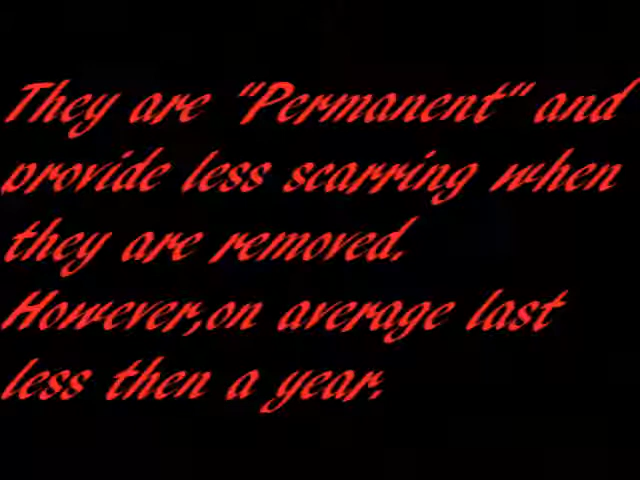 They are "Permanent" and
provide less scarring when
they are removed.
However,on average last
less then a year.